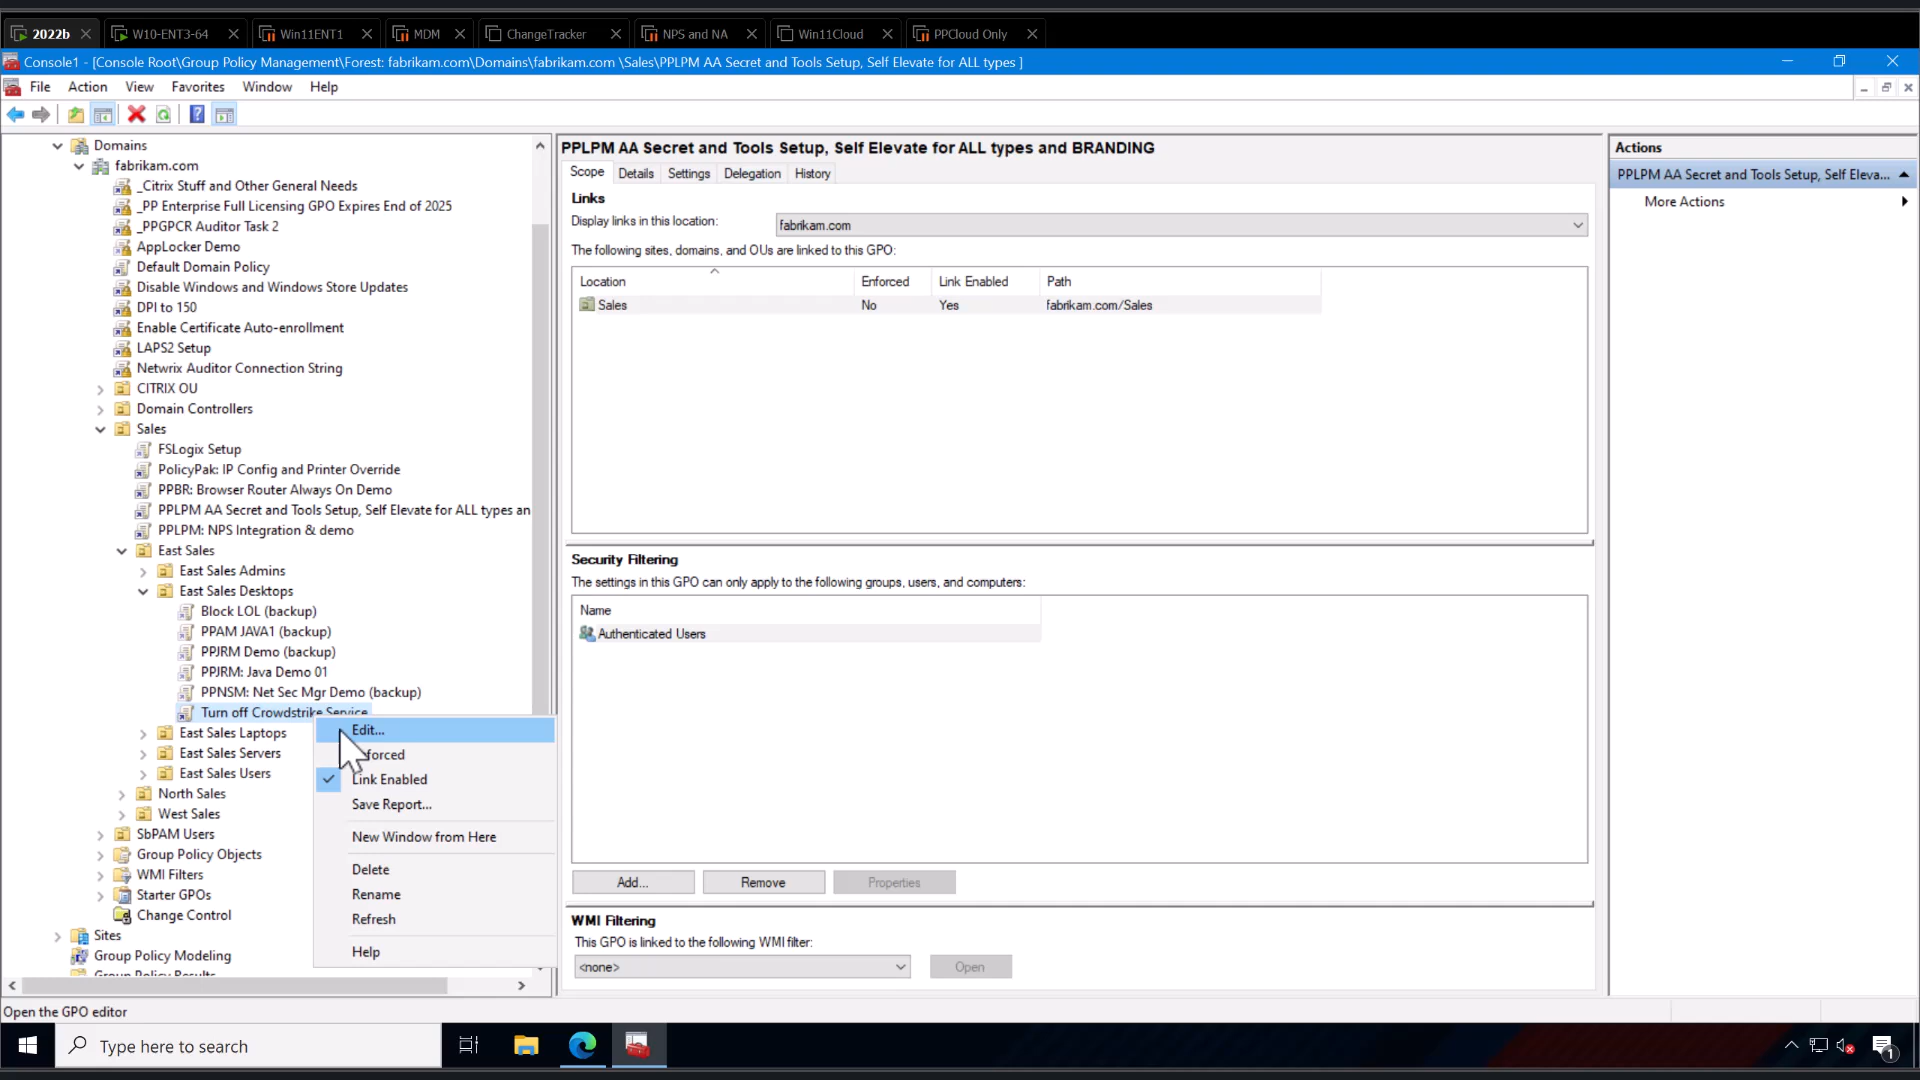 2022b
W10-ENT3-64
Win11ENT1
MDM
ChangeTracker
NPS and NA
Win11Cloud
PPCloud Only
Console1 - [Console Root\Group Policy Management\Forest: fabrikam.com\Domains\fabrikam.com \Sales\PPLPM AA Secret and Tools Setup, Self Elevate for ALL types ]
File Action View Favorites Window Help
Domains
fabrikam.com
_Citrix Stuff and Other General Needs
_PP Enterprise Full Licensing GPO Expires End of 2025
_PPGPCR Auditor Task 2
AppLocker Demo
Default Domain Policy
Disable Windows and Windows Store Updates
DPI to 150
Enable Certificate Auto-enrollment
LAPS2 Setup
Netwrix Auditor Connection String
CITRIX OU
Domain Controllers
Sales
FSLogix Setup
PolicyPak: IP Config and Printer Override
PPBR: Browser Router Always On Demo
PPLPM AA Secret and Tools Setup, Self Elevate for ALL types an
PPLPM: NPS Integration & demo
East Sales
East Sales Admins
East Sales Desktops
Block LOL (backup)
PPAM JAVA1 (backup)
PPJRM Demo (backup)
PPJRM: Java Demo 01
PPNSM: Net Sec Mgr Demo (backup)
Turn off Crowdstrike Service
East Sales Laptops
East Sales Servers
East Sales Users
North Sales
West Sales
SbPAM Users
Group Policy Objects
WMI Filters
Starter GPOs
Change Control
Sites
Group Policy Modeling
Group Policy Results
Edit...
forced
Link Enabled
Save Report...
New Window from Here
Delete
Rename
Refresh
Help
PPLPM AA Secret and Tools Setup, Self Elevate for ALL types and BRANDING
Scope Details Settings Delegation History
Links
Display links in this location:
fabrikam.com
The following sites, domains, and OUs are linked to this GPO:
Location Enforced Link Enabled Path
Sales No Yes fabrikam.com/Sales
Security Filtering
The settings in this GPO can only apply to the following groups, users, and computers:
Name
Authenticated Users
Add... Remove Properties
WMI Filtering
This GPO is linked to the following WMI filter:
<none>
Open
Actions
PPLPM AA Secret and Tools Setup, Self Eleva...
More Actions
Open the GPO editor
Type here to search
1